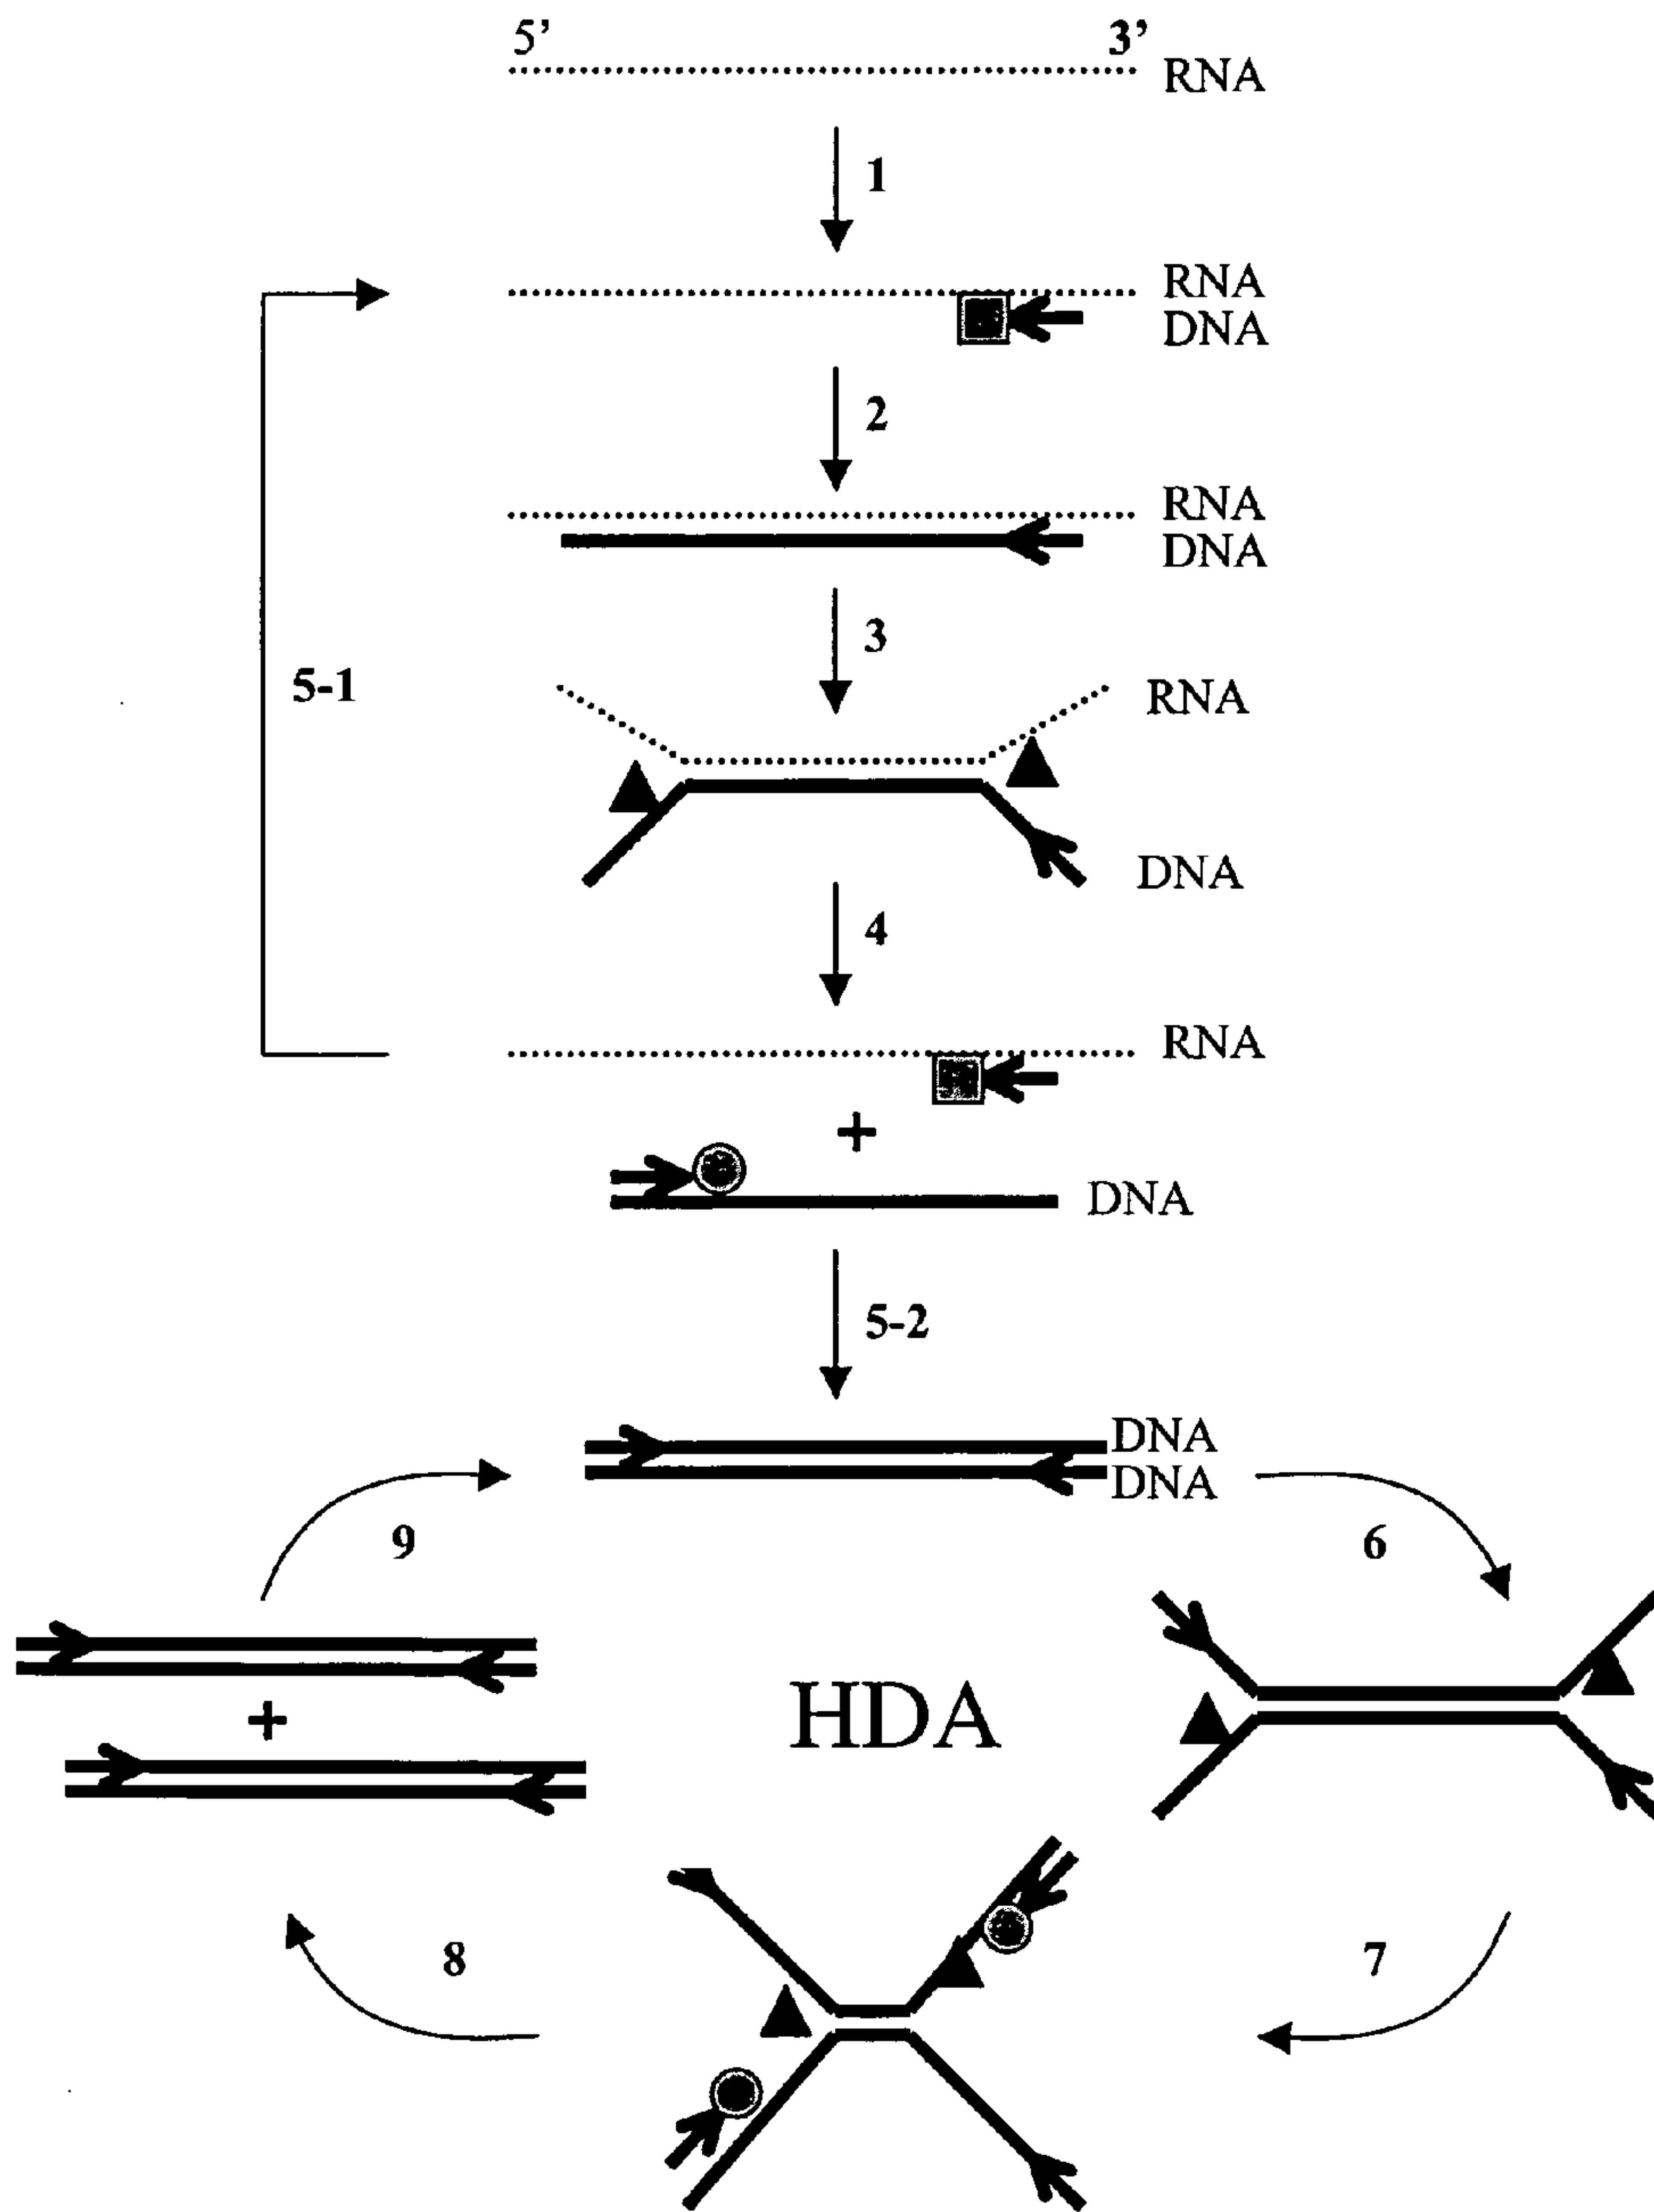 5' 3'
RNA
1
RNA
DNA
2
RNA
DNA
3
5-1
RNA
DNA
4
RNA
+
DNA
5-2
DNA
DNA
9
6
HDA
+
8
7